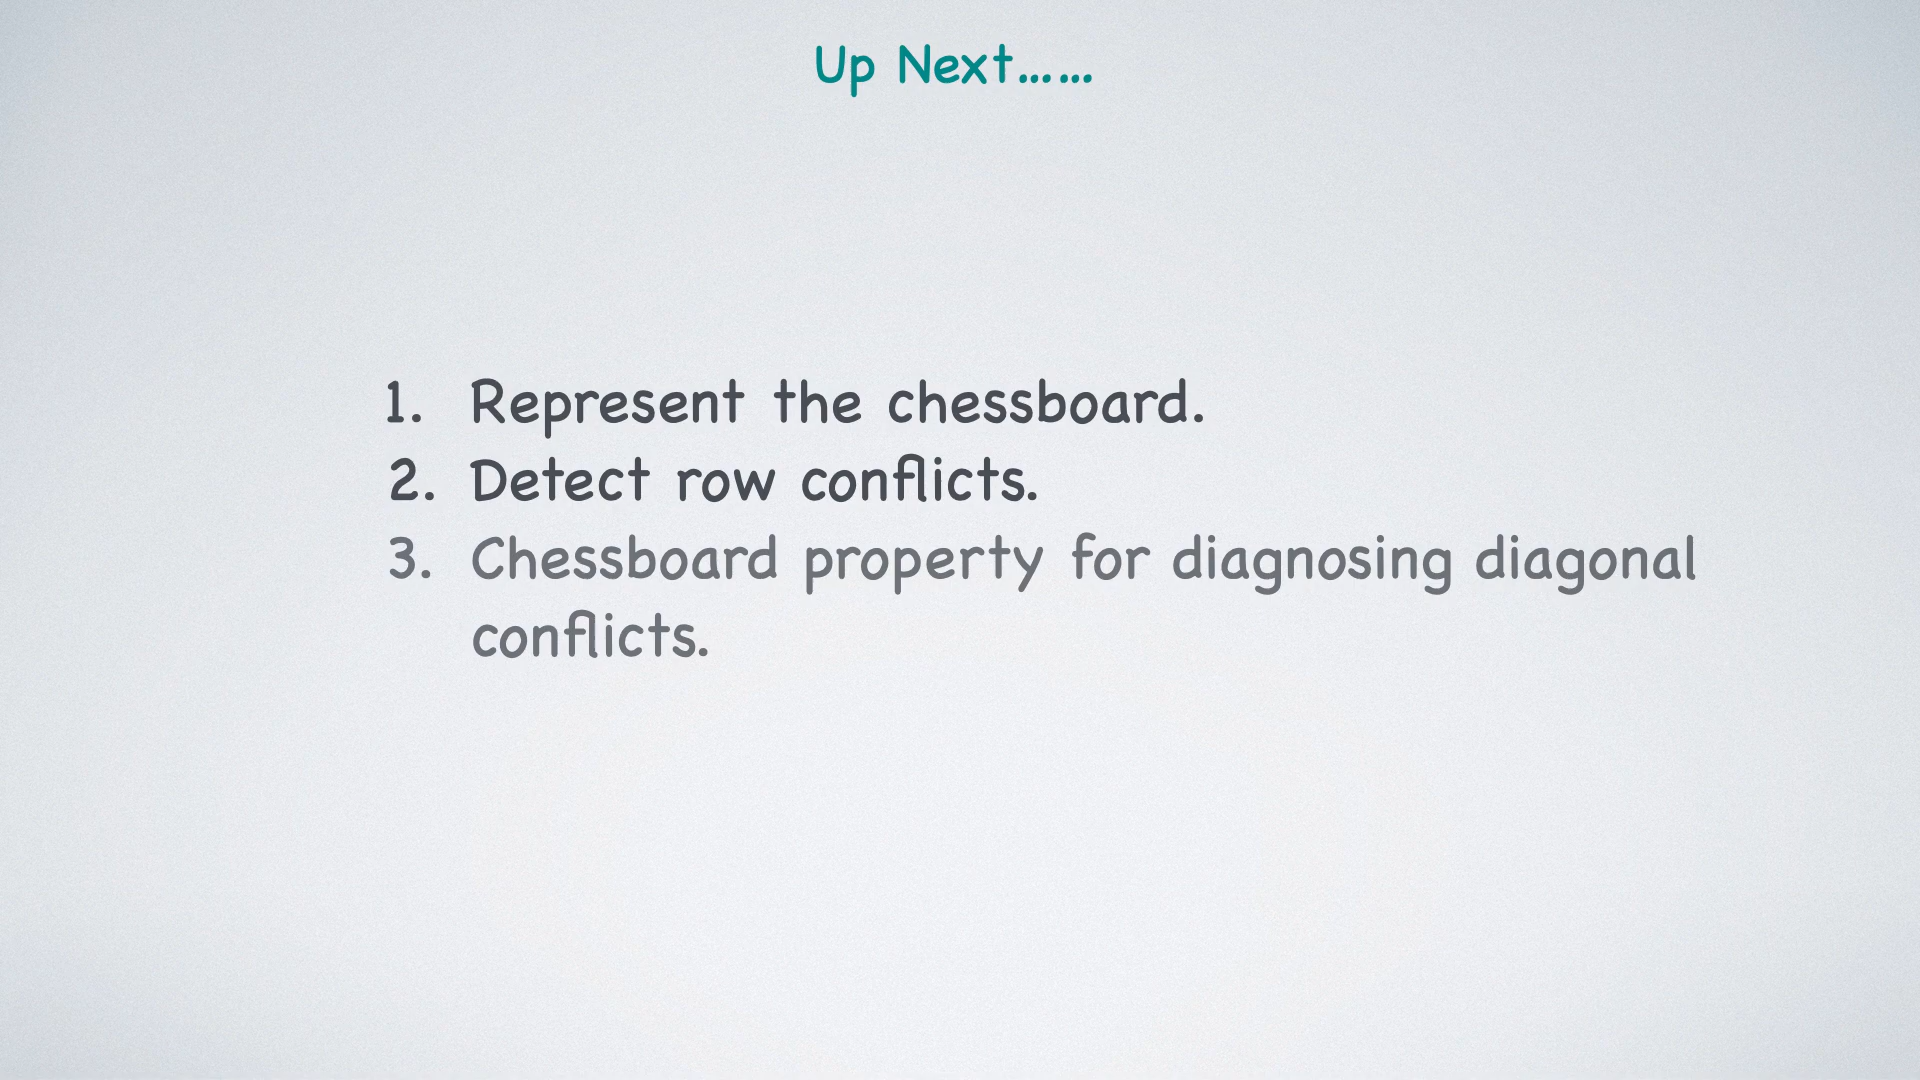 Up Next......
1. Represent the chessboard.
2. Detect row conflicts.
3. Chessboard property for diagnosing diagonal
conflicts.